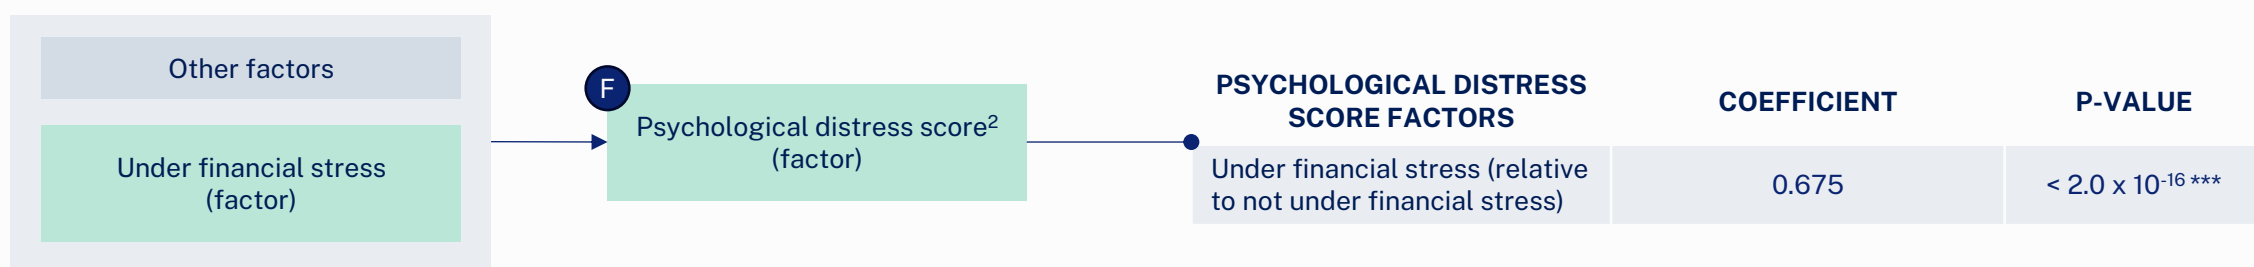 Other factors
Under financial stress
(factor)
F
Psychological distress score²
(factor)
PSYCHOLOGICAL DISTRESS
SCORE FACTORS
COEFFICIENT
P-VALUE
Under financial stress (relative
to not under financial stress)
0.675
< 2.0 x 10⁻¹⁶ ***